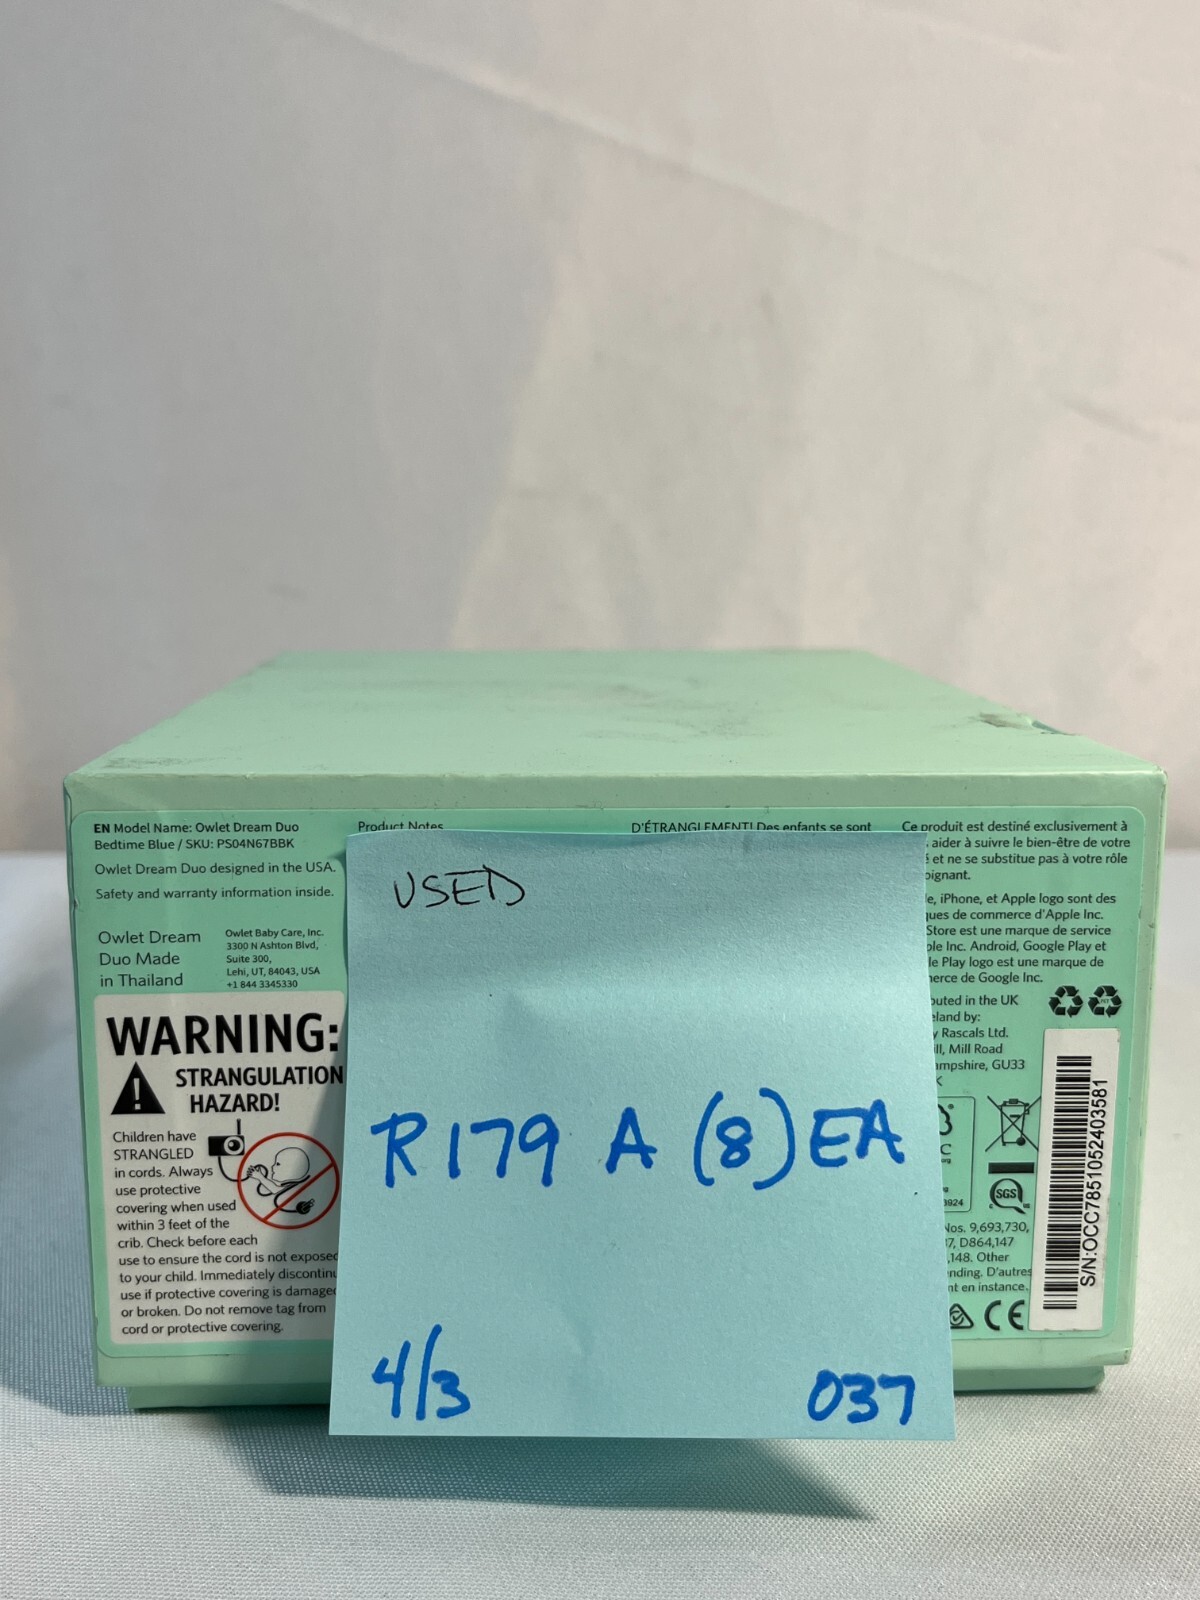 EN Model Name: Owlet Dream Duo
Bedtime Blue / SKU: PS04N67BBK
Owlet Dream Duo designed in the USA.
Safety and warranty information inside.
Owlet Dream
Duo Made
in Thailand
Owlet Baby Care, Inc.
3300 N Ashton Blvd,
Suite 300,
Lehi, UT, 84043, USA
+1 844 3345330
WARNING:
STRANGULATION
HAZARD!
Children have
STRANGLED
in cords. Always
use protective
covering when used
within 3 feet of the
crib. Check before each
use to ensure the cord is not exposed
to your child. Immediately discontinu
use if protective covering is damaged
or broken. Do not remove tag from
cord or protective covering.
Product Notes
D'ÉTRANGLEMENT! Des enfants se sont
USED
R179 A (8) EA
4/3
037
Ce produit est destiné exclusivement à
aider à suivre le bien-être de votre
é et ne se substitue pas à votre rôle
oignant.
le, iPhone, et Apple logo sont des
ques de commerce d'Apple Inc.
Store est une marque de service
ple Inc. Android, Google Play et
le Play logo est une marque de
merce de Google Inc.
buted in the UK
eland by:
y Rascals Ltd.
ill, Mill Road
ampshire, GU33
K
C
3924
SGS
Nos. 9,693,730,
7, D864,147
,148. Other
nding. D'autres
nt en instance.
CE
S/N:OCC7851052403581